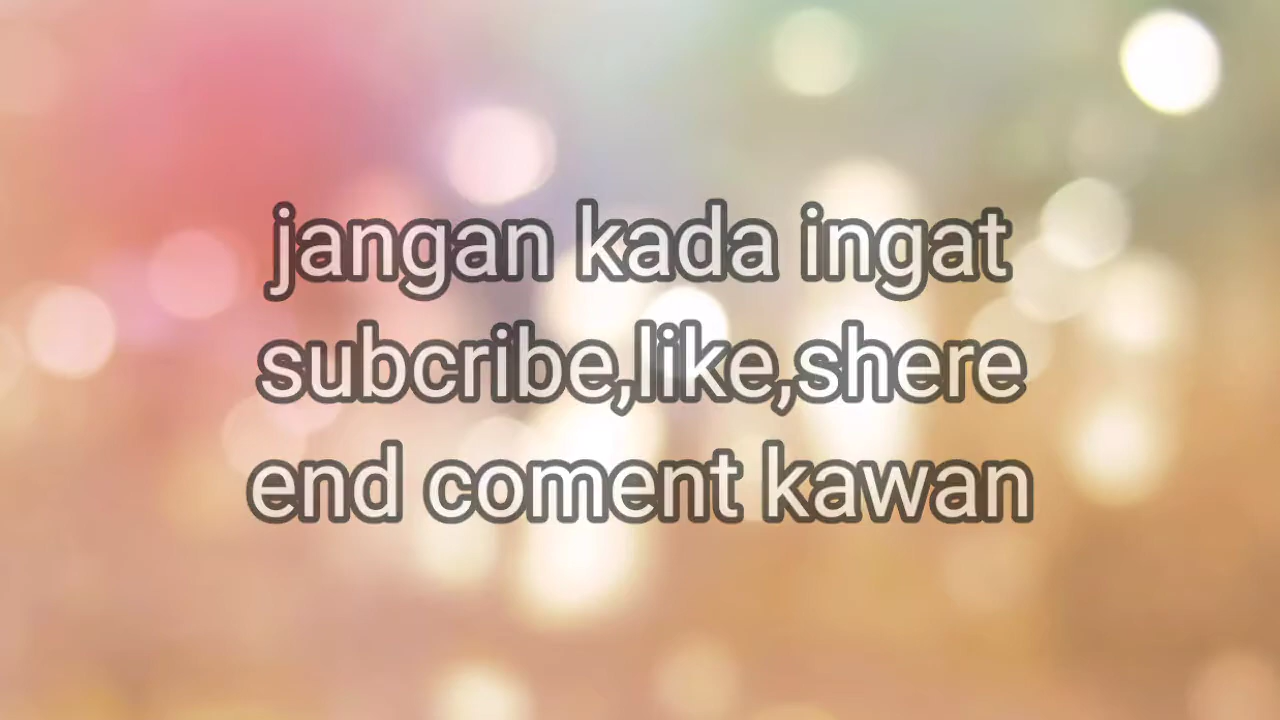 jangan kada ingat
subcribe,like,shere
end coment kawan